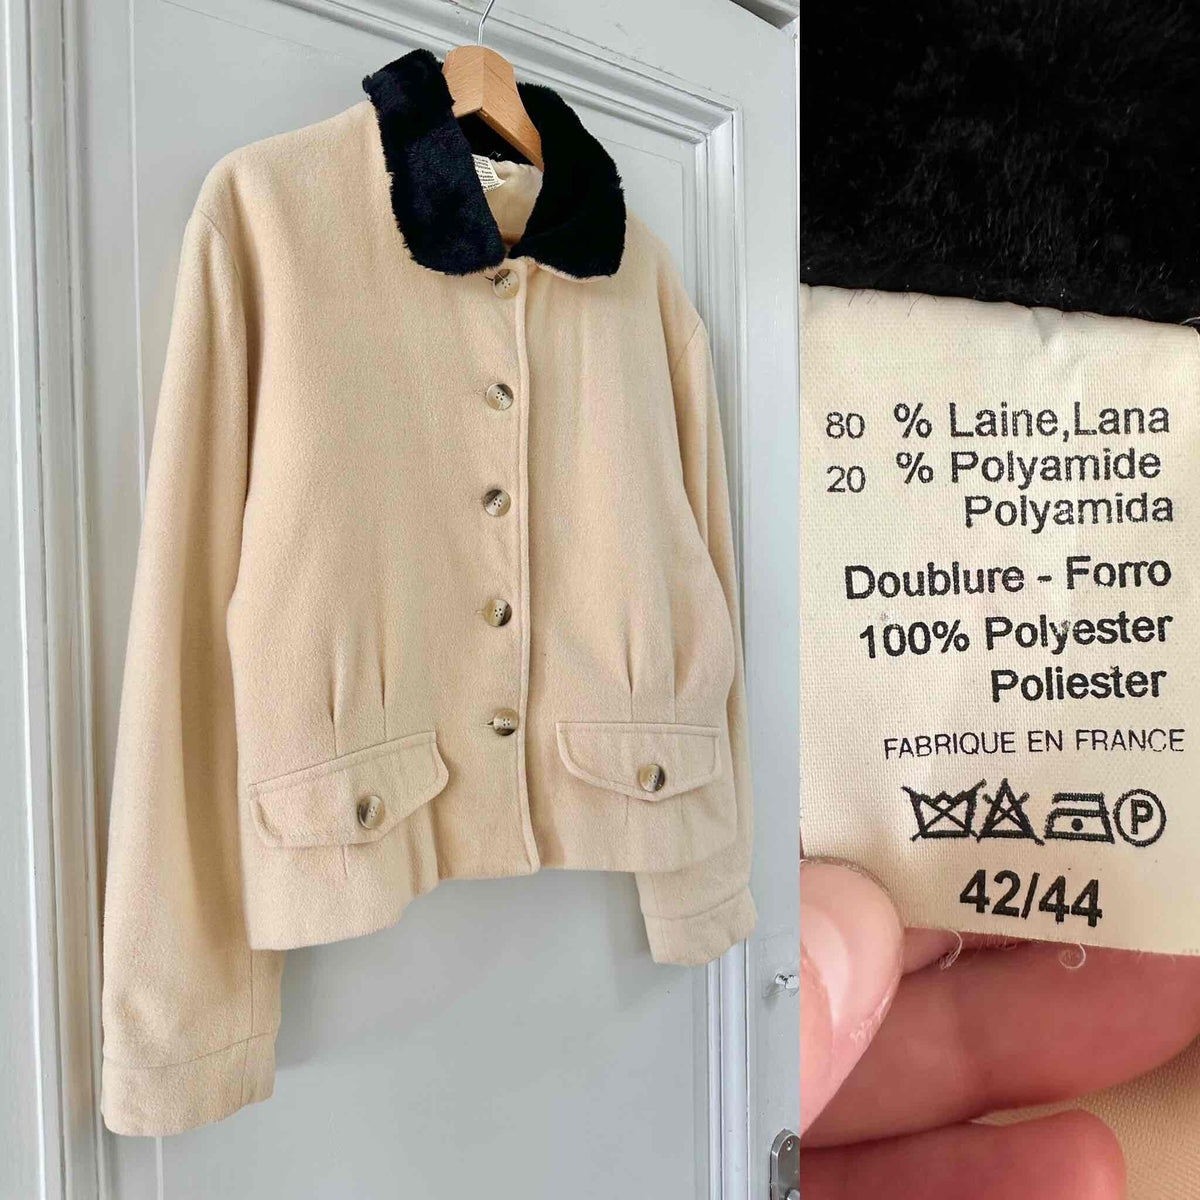 80 % Laine,Lana
20 % Polyamide
Polyamida
Doublure - Forro
100% Polyester
Poliester
FABRIQUE EN FRANCE
P
42/44